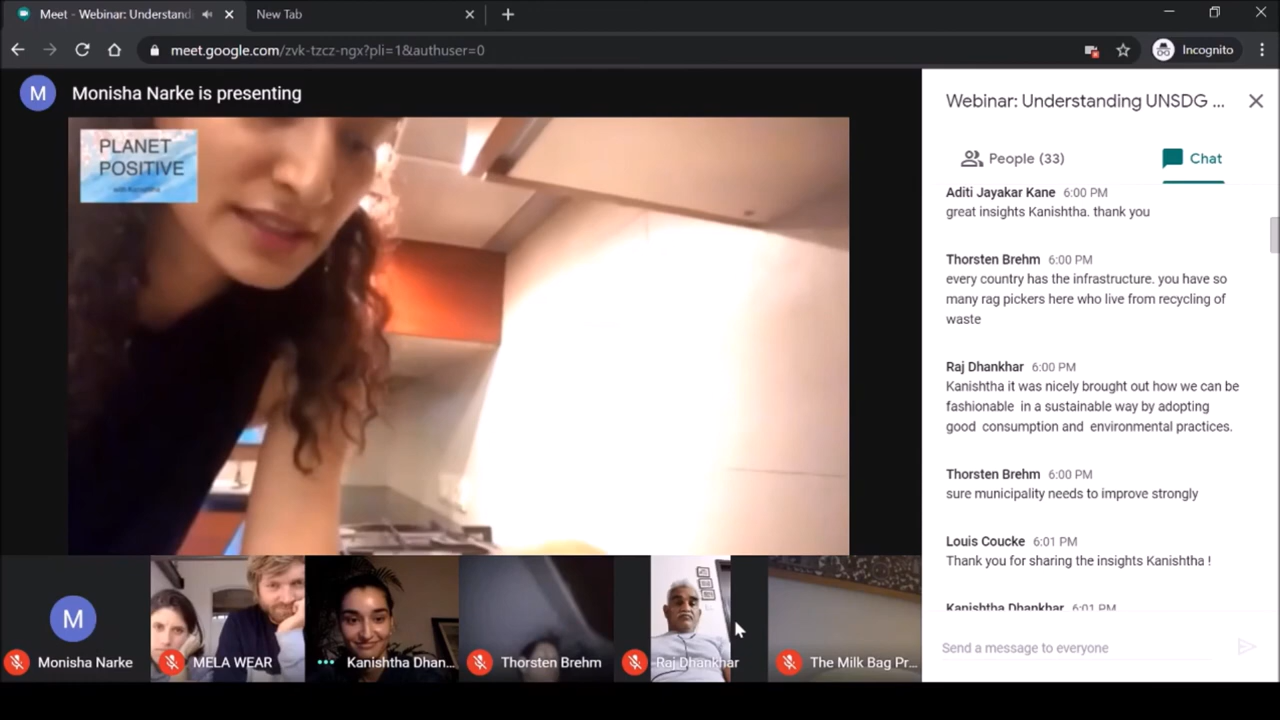 Meet - Webinar: Understandi
New Tab
meet.google.com/zvk-tzcz-ngx?pli=1&authuser=0
Incognito
M
Monisha Narke is presenting
PLANET
POSITIVE
with Kanishtha
Webinar: Understanding UNSDG ...
People (33)
Chat
Aditi Jayakar Kane 6:00 PM
great insights Kanishtha. thank you
Thorsten Brehm 6:00 PM
every country has the infrastructure. you have so
many rag pickers here who live from recycling of
waste
Raj Dhankhar 6:00 PM
Kanishtha it was nicely brought out how we can be
fashionable in a sustainable way by adopting
good consumption and environmental practices.
Thorsten Brehm 6:00 PM
sure municipality needs to improve strongly
Louis Coucke 6:01 PM
Thank you for sharing the insights Kanishtha !
Kanishtha Dhankhar 6:01 PM
Send a message to everyone
M
Monisha Narke
MELA WEAR
Kanishtha Dhan...
Thorsten Brehm
Raj Dhankhar
The Milk Bag Pr...